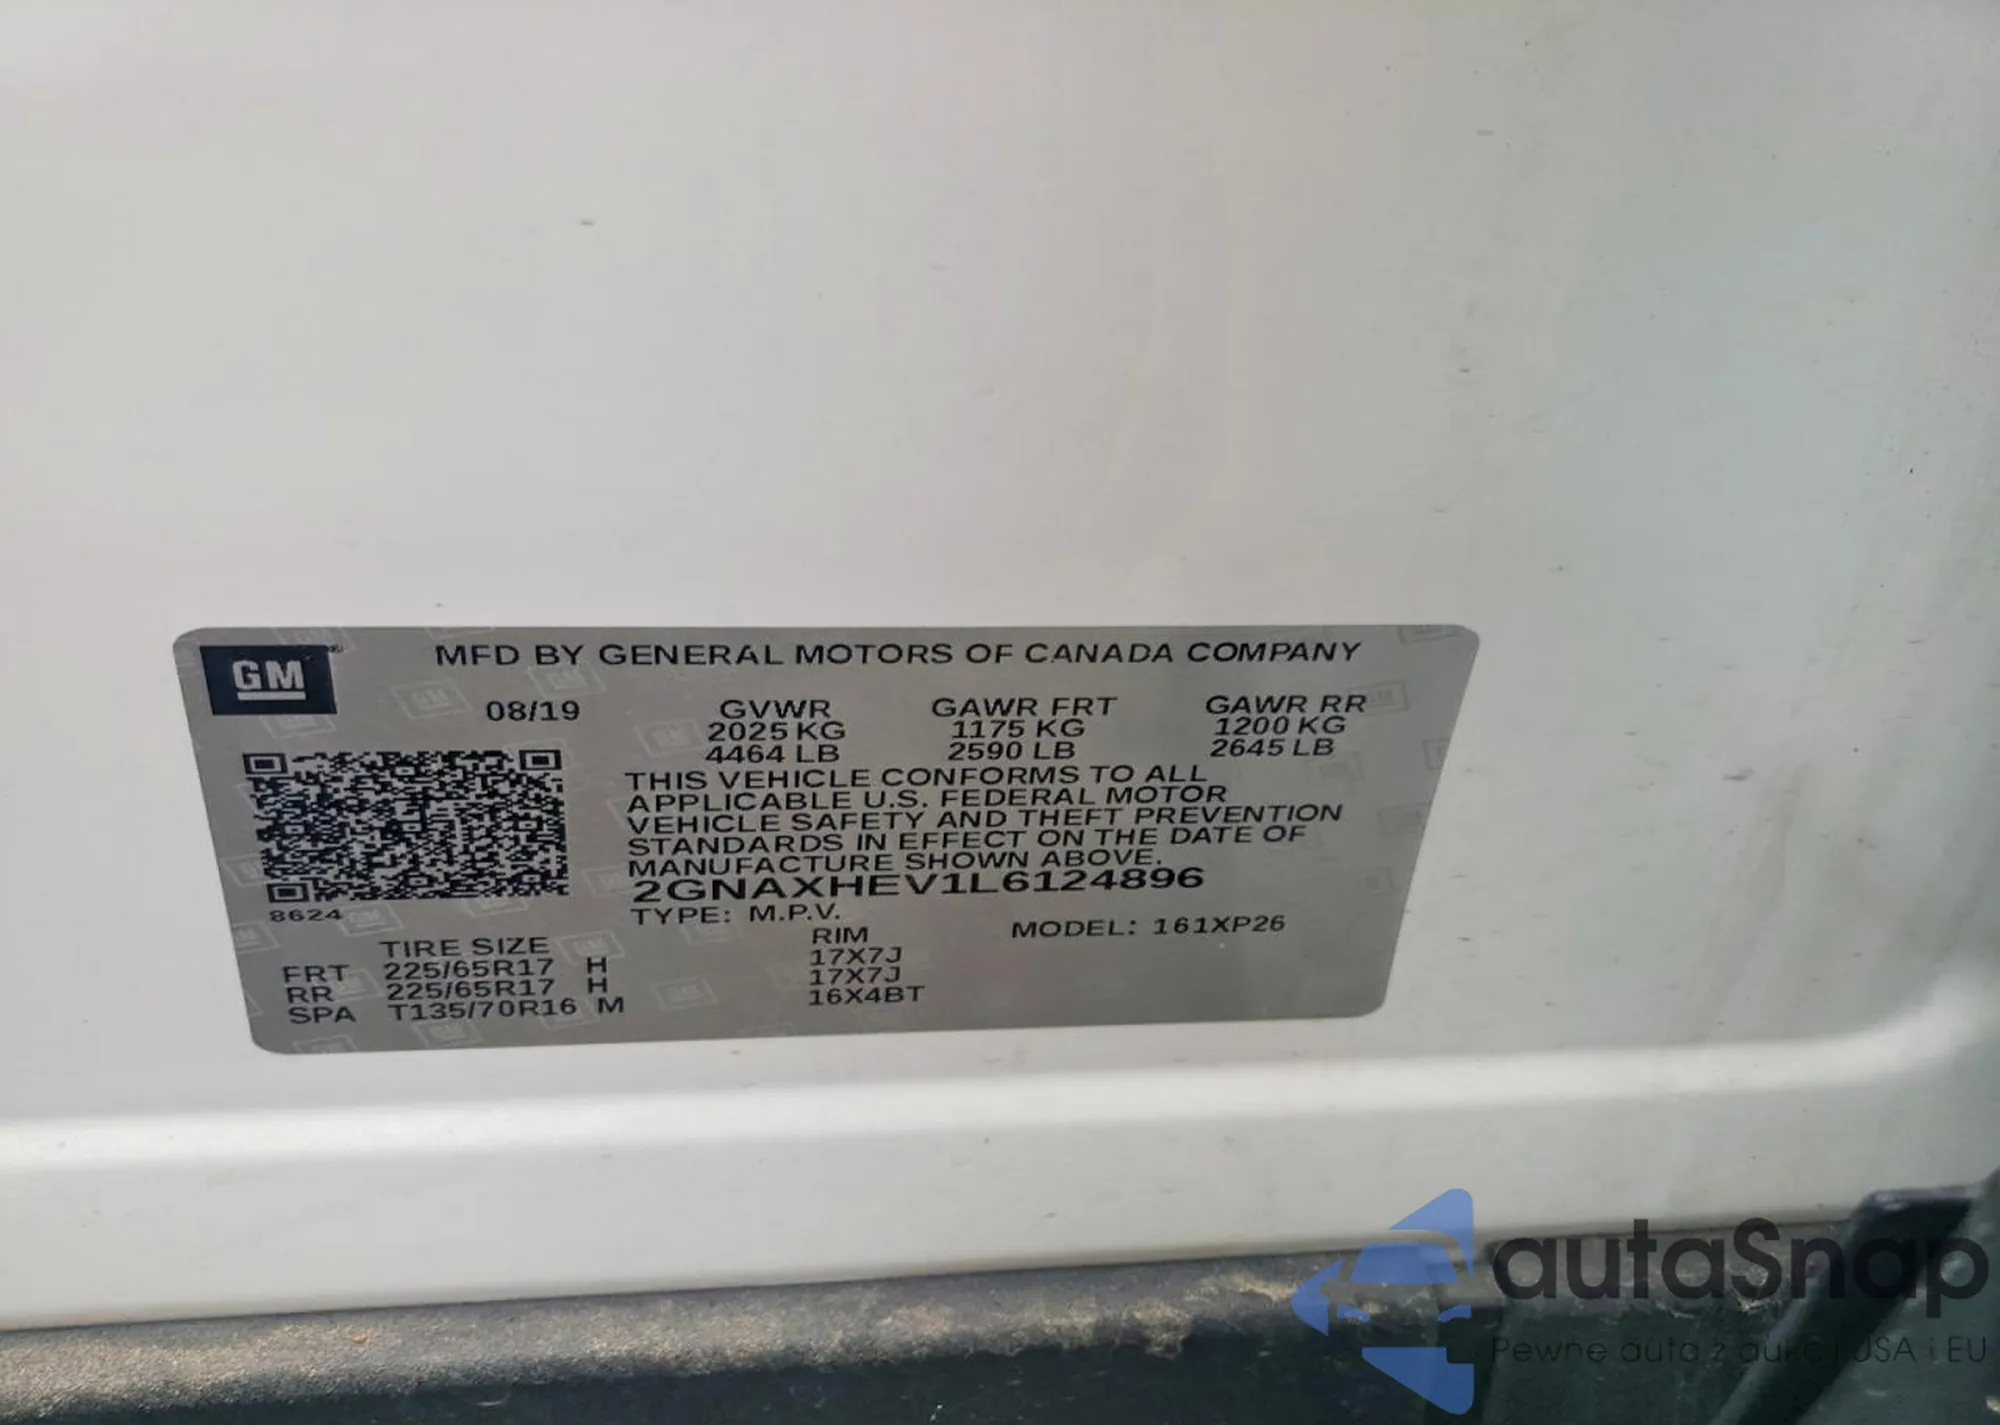 GM
MFD BY GENERAL MOTORS OF CANADA COMPANY
08/19 GVWR GAWR FRT GAWR RR
2025 KG 1175 KG 1200 KG
4464 LB 2590 LB 2645 LB
THIS VEHICLE CONFORMS TO ALL
APPLICABLE U.S. FEDERAL MOTOR
VEHICLE SAFETY AND THEFT PREVENTION
STANDARDS IN EFFECT ON THE DATE OF
MANUFACTURE SHOWN ABOVE.
2GNAXHEV1L6124896
8624 TYPE: M.P.V. MODEL: 161XP26
TIRE SIZE RIM
FRT 225/65R17 H 17X7J
RR 225/65R17 H 17X7J
SPA T135/70R16 M 16X4BT
autaSnap
Pewne auta z aukcji USA i EU